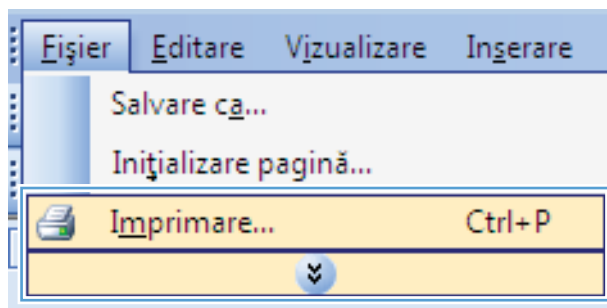 Fişier Editare Vizualizare Inserare
Salvare ca...
Iniţializare pagină...
Imprimare... Ctrl+P